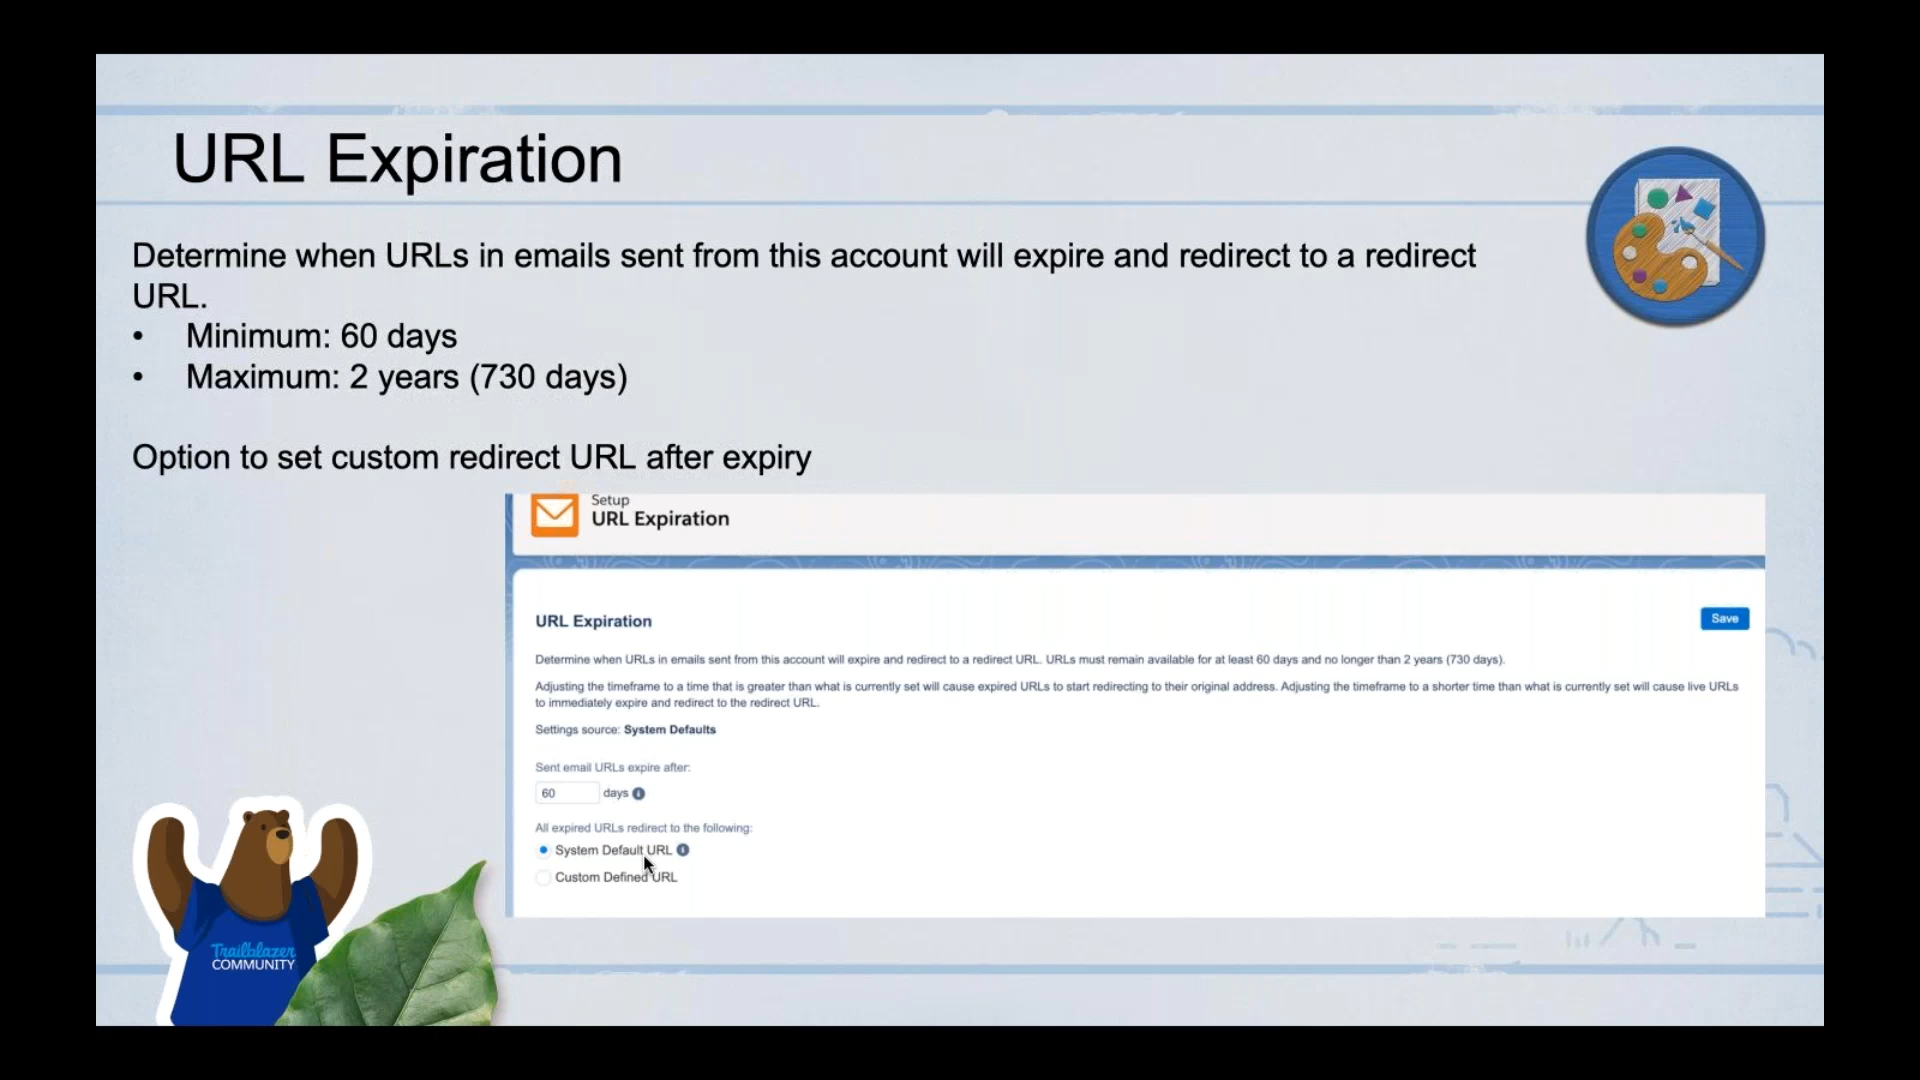 URL Expiration
Determine when URLs in emails sent from this account will expire and redirect to a redirect
URL.
• Minimum: 60 days
• Maximum: 2 years (730 days)
Option to set custom redirect URL after expiry
Setup
URL Expiration
URL Expiration
Save
Determine when URLs in emails sent from this account will expire and redirect to a redirect URL. URLs must remain available for at least 60 days and no longer than 2 years (730 days).
Adjusting the timeframe to a time that is greater than what is currently set will cause expired URLs to start redirecting to their original address. Adjusting the timeframe to a shorter time than what is currently set will cause live URLs
to immediately expire and redirect to the redirect URL.
Settings source: System Defaults
Sent email URLs expire after:
60 days
All expired URLs redirect to the following:
System Default URL
Custom Defined URL
Trailblazer
COMMUNITY